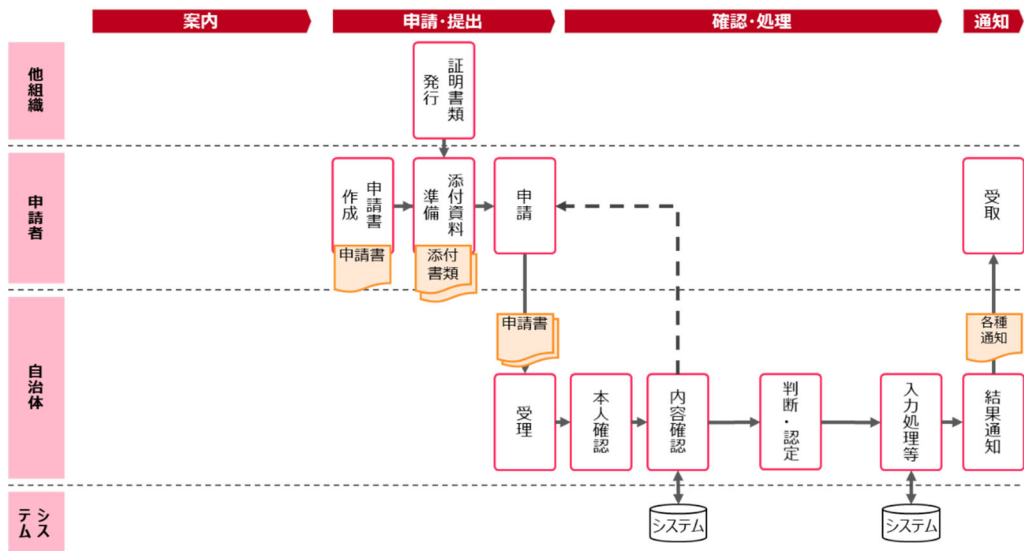 案内
申請・提出
確認・処理
通知
他組織
証明書類
発行
申請者
申請書
作成
申請書
添付資料
準備
添付
書類
申請
受取
自治体
申請書
各種
通知
受理
本人確認
内容確認
判断・認定
入力処理等
結果通知
シス
テム
システム
システム